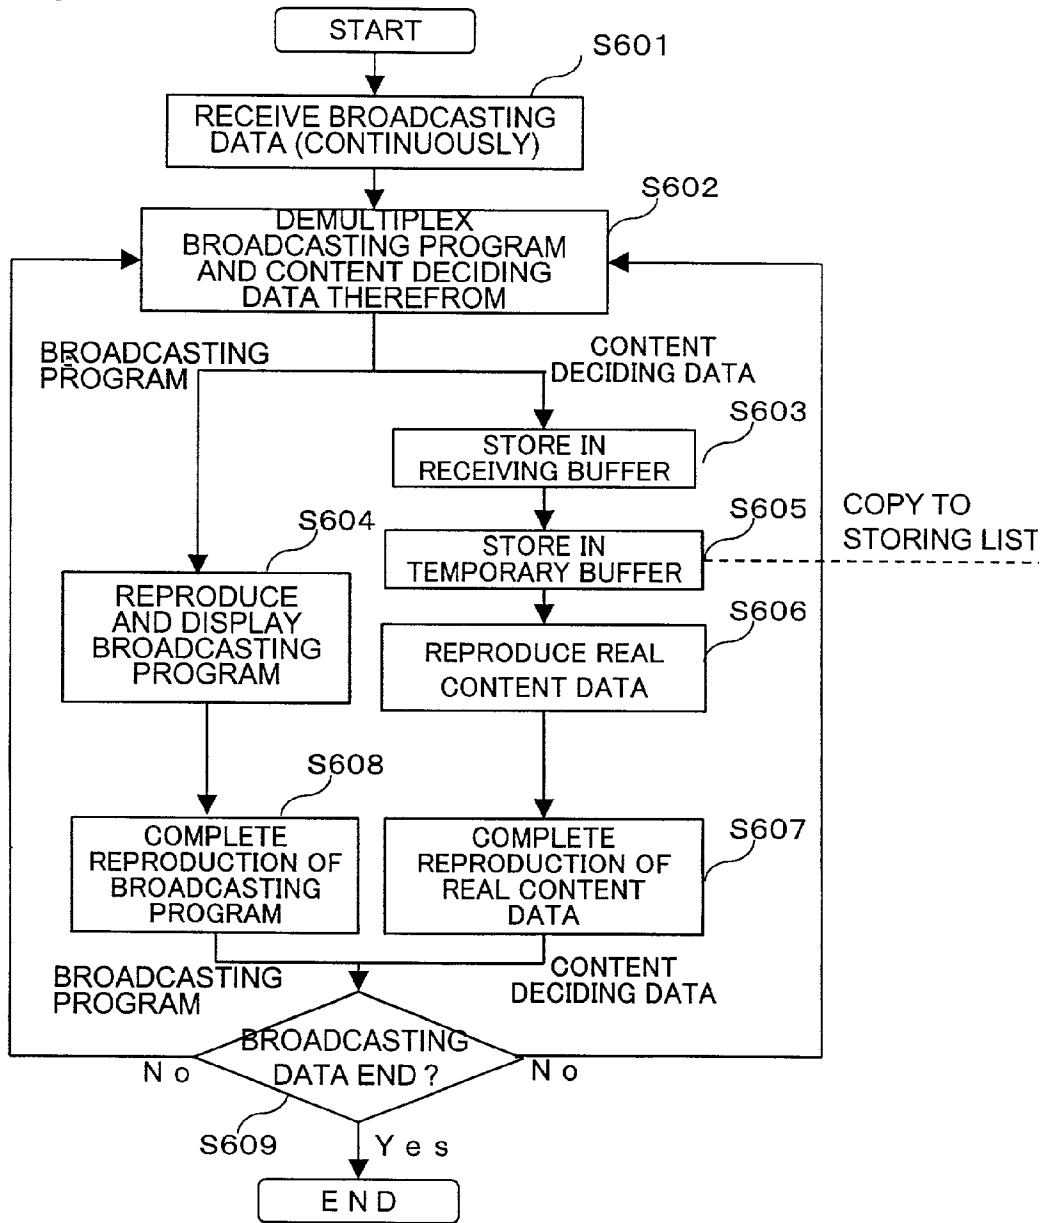 START
S601
RECEIVE BROADCASTING
DATA (CONTINUOUSLY)
S602
DEMULTIPLEX
BROADCASTING PROGRAM
AND CONTENT DECIDING
DATA THEREFROM
BROADCASTING
PROGRAM
CONTENT
DECIDING DATA
S603
STORE IN
RECEIVING BUFFER
S605
COPY TO
STORING LIST
STORE IN
TEMPORARY BUFFER
S604
REPRODUCE
AND DISPLAY
BROADCASTING
PROGRAM
S606
REPRODUCE REAL
CONTENT DATA
S608
COMPLETE
REPRODUCTION OF
BROADCASTING
PROGRAM
S607
COMPLETE
REPRODUCTION OF
REAL CONTENT
DATA
BROADCASTING
PROGRAM
CONTENT
DECIDING DATA
BROADCASTING
DATA END ?
No
No
S609
Yes
END